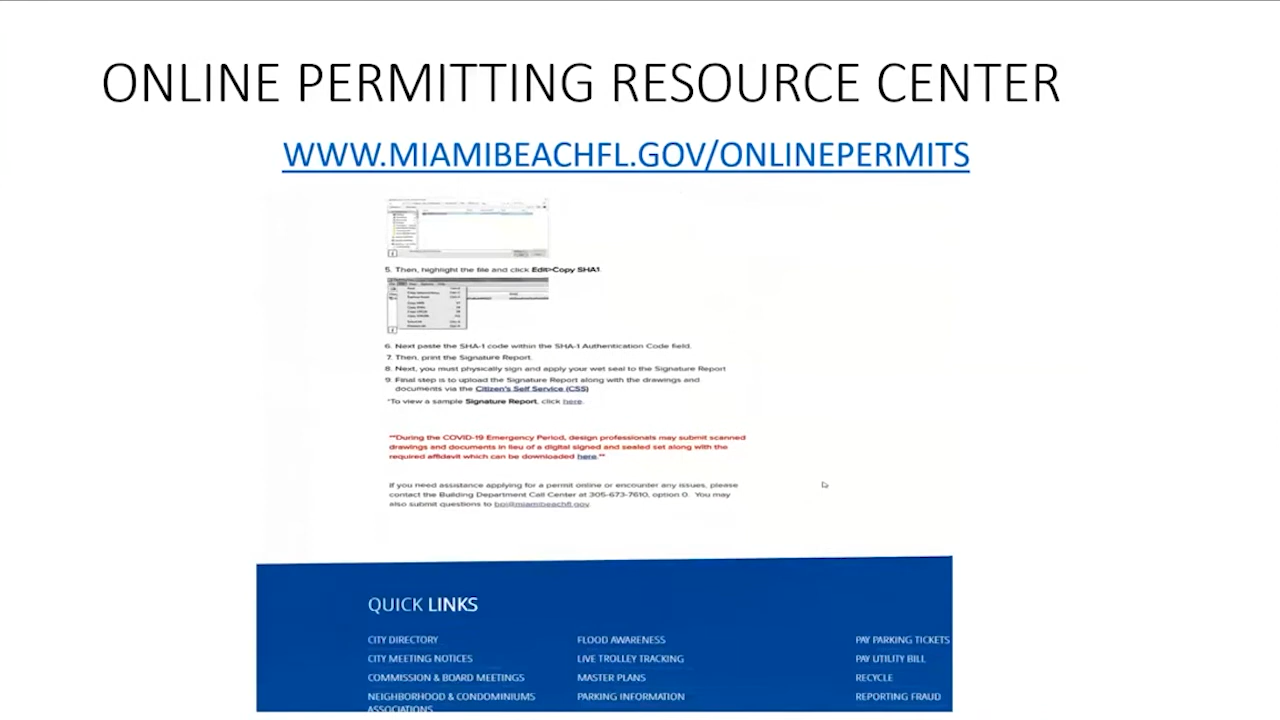 ONLINE PERMITTING RESOURCE CENTER
WWW.MIAMIBEACHFL.GOV/ONLINEPERMITS
5. Then, highlight the file and click Edit>Copy SHA1
6. Next paste the SHA-1 code within the SHA-1 Authentication Code field.
7. Then, print the Signature Report.
8. Next, you must physically sign and apply your wet seal to the Signature Report
9. Final step is to upload the Signature Report along with the drawings and
documents via the Citizen's Self Service (CSS)
*To view a sample Signature Report, click here.
**During the COVID-19 Emergency Period, design professionals may submit scanned
drawings and documents in lieu of a digital signed and sealed set along with the
required affidavit which can be downloaded here.**
If you need assistance applying for a permit online or encounter any issues, please
contact the Building Department Call Center at 305-673-7610, option 0. You may
also submit questions to @miamibeachfl.gov.
QUICK LINKS
CITY DIRECTORY FLOOD AWARENESS PAY PARKING TICKETS
CITY MEETING NOTICES LIVE TROLLEY TRACKING PAY UTILITY BILL
COMMISSION & BOARD MEETINGS MASTER PLANS RECYCLE
NEIGHBORHOOD & CONDOMINIUMS PARKING INFORMATION REPORTING FRAUD
ASSOCIATIONS